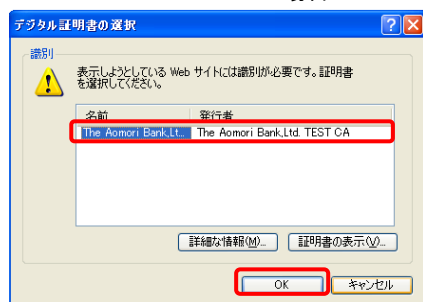 デジタル証明書の選択
識別
表示しようとしている Web サイトには識別が必要です。証明書
を選択してください。
名前 発行者
The Aomori Bank,Lt... The Aomori Bank,Ltd. TEST CA
詳細な情報(M)... 証明書の表示(V)...
OK キャンセル